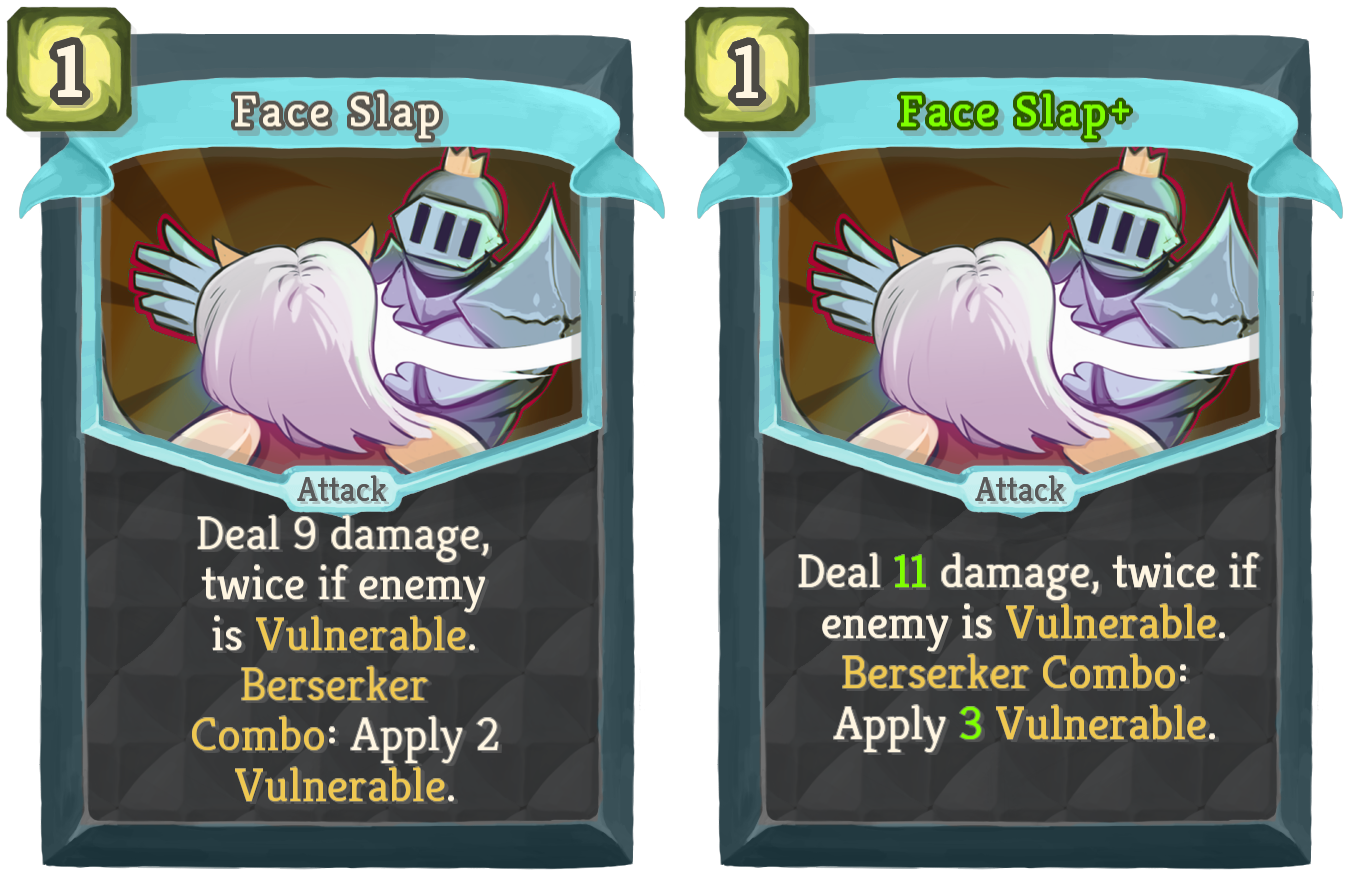 1
Face Slap
Attack
Deal 9 damage,
twice if enemy
is Vulnerable.
Berserker
Combo: Apply 2
Vulnerable.
1
Face Slap+
Attack
Deal 11 damage, twice if
enemy is Vulnerable.
Berserker Combo:
Apply 3 Vulnerable.